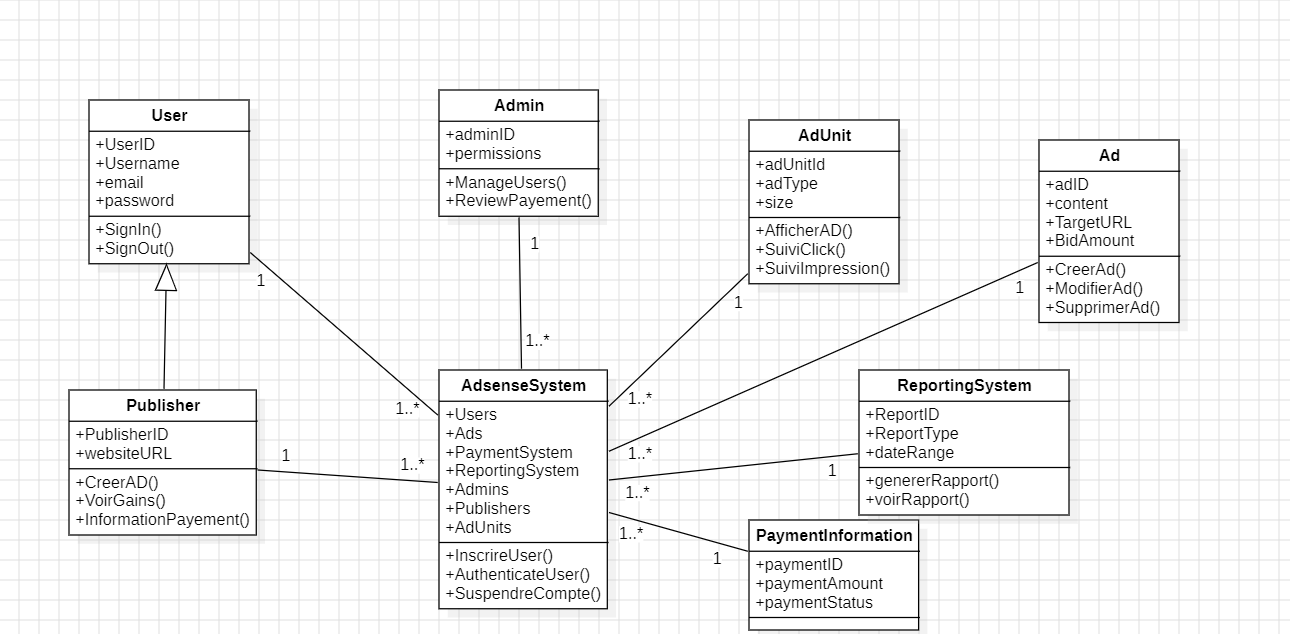 User
+UserID
+Username
+email
+password
+SignIn()
+SignOut()
1
1..*
Admin
+adminID
+permissions
+ManageUsers()
+ReviewPayement()
1
1..*
AdUnit
+adUnitId
+adType
+size
+AfficherAD()
+SuiviClick()
+SuiviImpression()
1
1..*
Ad
+adID
+content
+TargetURL
+BidAmount
+CreerAd()
+ModifierAd()
+SupprimerAd()
1
1..*
Publisher
+PublisherID
+websiteURL
+CreerAD()
+VoirGains()
+InformationPayement()
1
1..*
AdsenseSystem
+Users
+Ads
+PaymentSystem
+ReportingSystem
+Admins
+Publishers
+AdUnits
+InscrireUser()
+AuthenticateUser()
+SuspendreCompte()
ReportingSystem
+ReportID
+ReportType
+dateRange
+genererRapport()
+voirRapport()
1
1..*
PaymentInformation
+paymentID
+paymentAmount
+paymentStatus
1
1..*